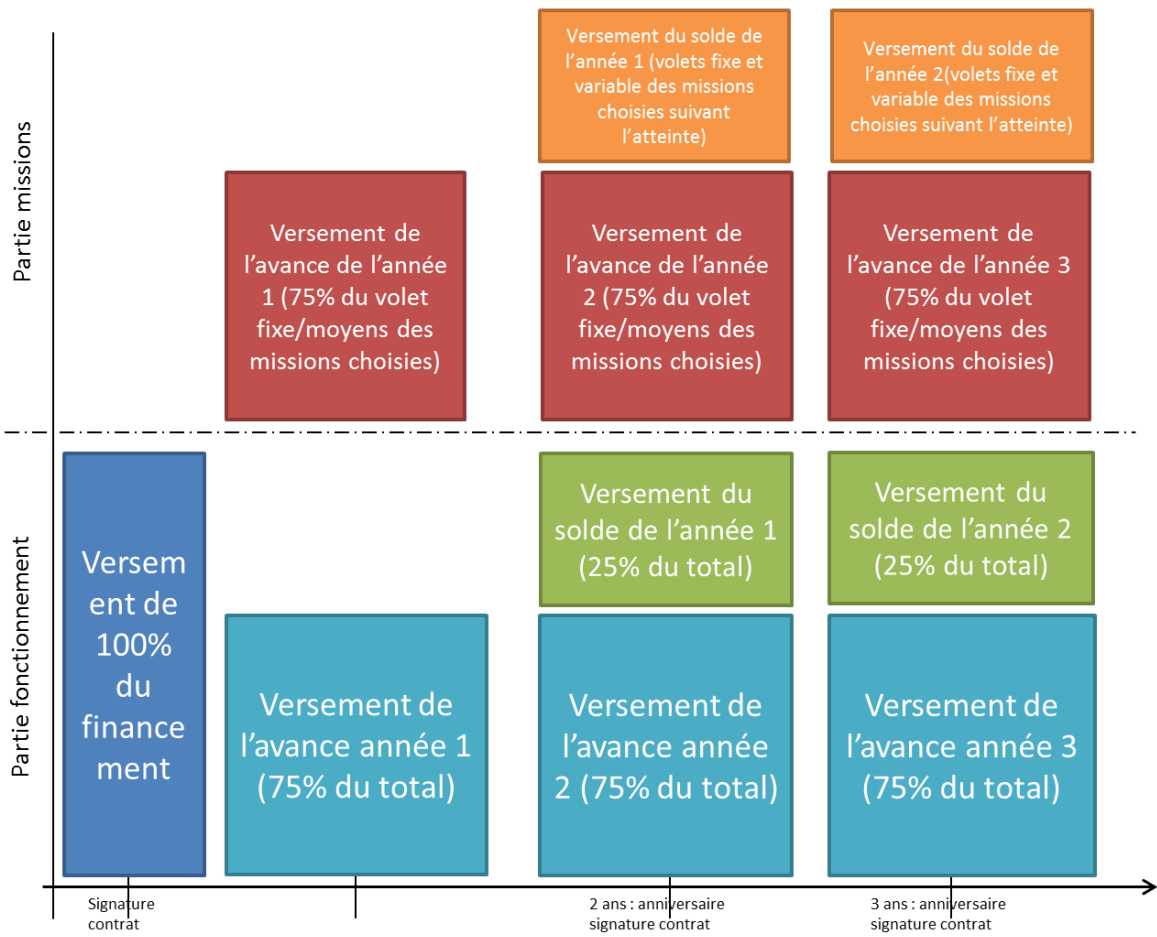 Partie missions
Versement du solde de
l’année 1 (volets fixe et
variable des missions
choisies suivant
l’atteinte)
Versement du solde de
l’année 2(volets fixe et
variable des missions
choisies suivant l’atteinte)
Versement de
l’avance de l’année
1 (75% du volet
fixe/moyens des
missions choisies)
Versement de
l’avance de l’année
2 (75% du volet
fixe/moyens des
missions choisies)
Versement de
l’avance de l’année 3
(75% du volet
fixe/moyens des
missions choisies)
Partie fonctionnement
Versem
ent de
100%
du
finance
ment
Versement du
solde de l’année 1
(25% du total)
Versement du
solde de l’année 2
(25% du total)
Versement de
l’avance année 1
(75% du total)
Versement de
l’avance année
2 (75% du total)
Versement de
l’avance année 3
(75% du total)
Signature
contrat
2 ans : anniversaire
signature contrat
3 ans : anniversaire
signature contrat